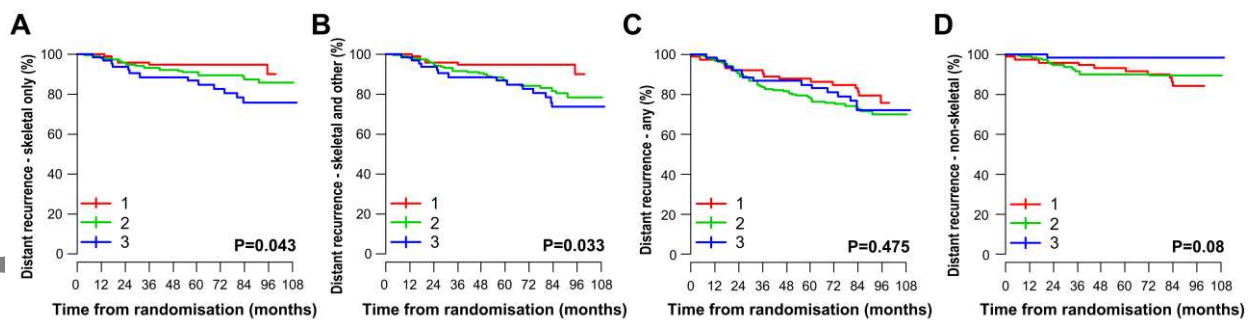 A
Distant recurrence - skeletal only (%)
100
80
60
40
20
0
1
2
3
P=0.043
0 12 24 36 48 60 72 84 96 108
Time from randomisation (months)
B
Distant recurrence - skeletal and other (%)
100
80
60
40
20
0
1
2
3
P=0.033
0 12 24 36 48 60 72 84 96 108
Time from randomisation (months)
C
Distant recurrence - any (%)
100
80
60
40
20
0
1
2
3
P=0.475
0 12 24 36 48 60 72 84 96 108
Time from randomisation (months)
D
Distant recurrence - non-skeletal (%)
100
80
60
40
20
0
1
2
3
P=0.08
0 12 24 36 48 60 72 84 96 108
Time from randomisation (months)